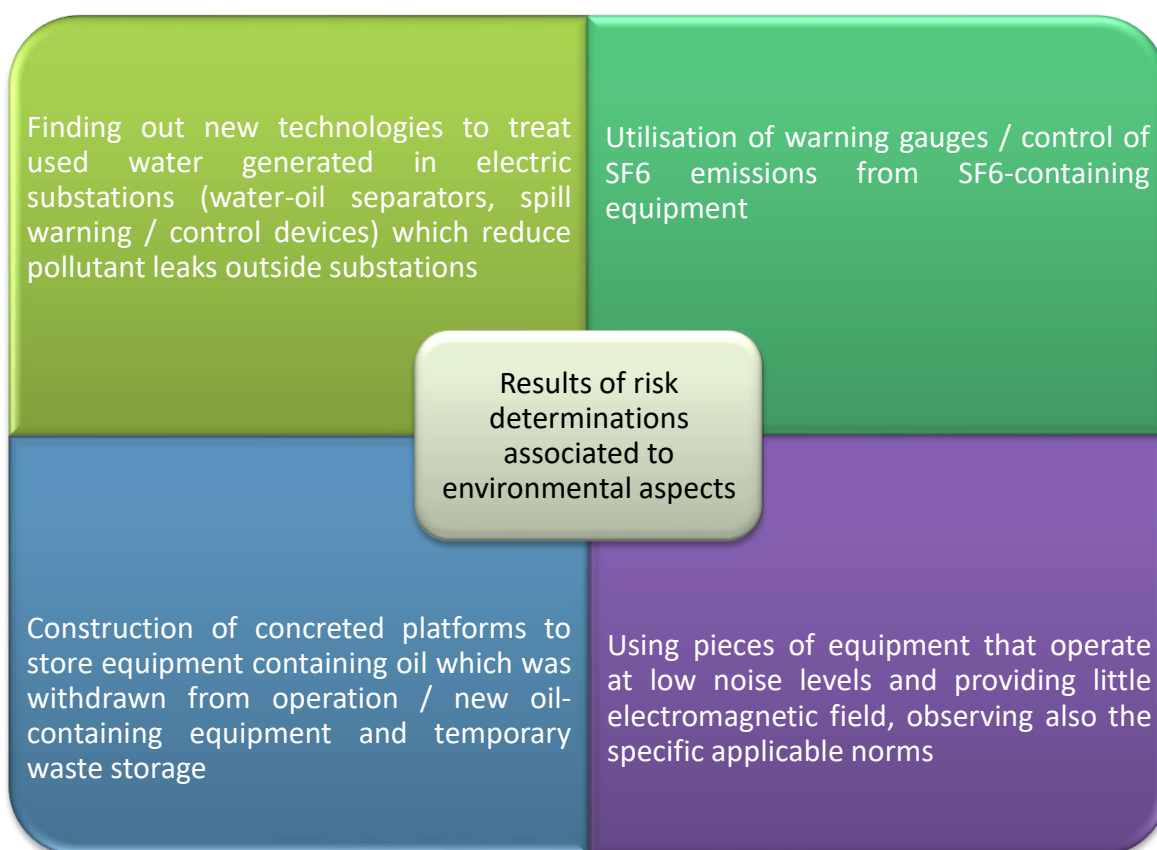 Finding out new technologies to treat
used water generated in electric
substations (water-oil separators, spill
warning / control devices) which reduce
pollutant leaks outside substations
Utilisation of warning gauges / control of
SF6 emissions from SF6-containing
equipment
Results of risk
determinations
associated to
environmental aspects
Construction of concreted platforms to
store equipment containing oil which was
withdrawn from operation / new oil-
containing equipment and temporary
waste storage
Using pieces of equipment that operate
at low noise levels and providing little
electromagnetic field, observing also the
specific applicable norms